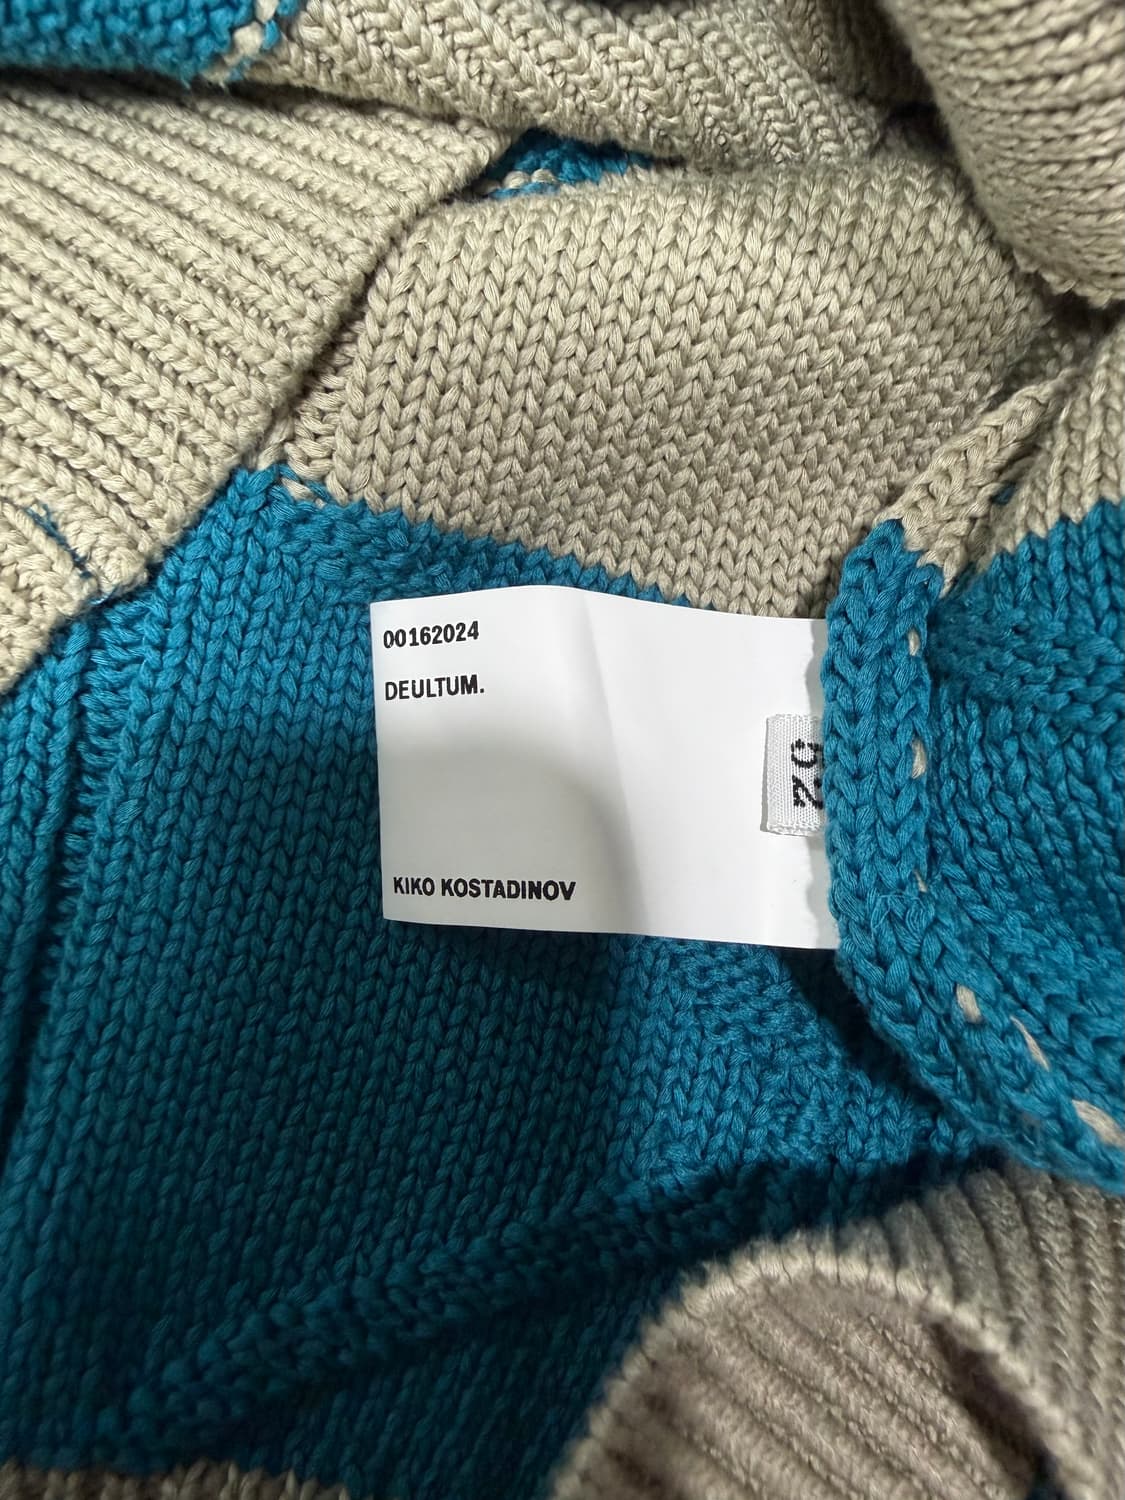 00162024
DEULTUM.
KIKO KOSTADINOV